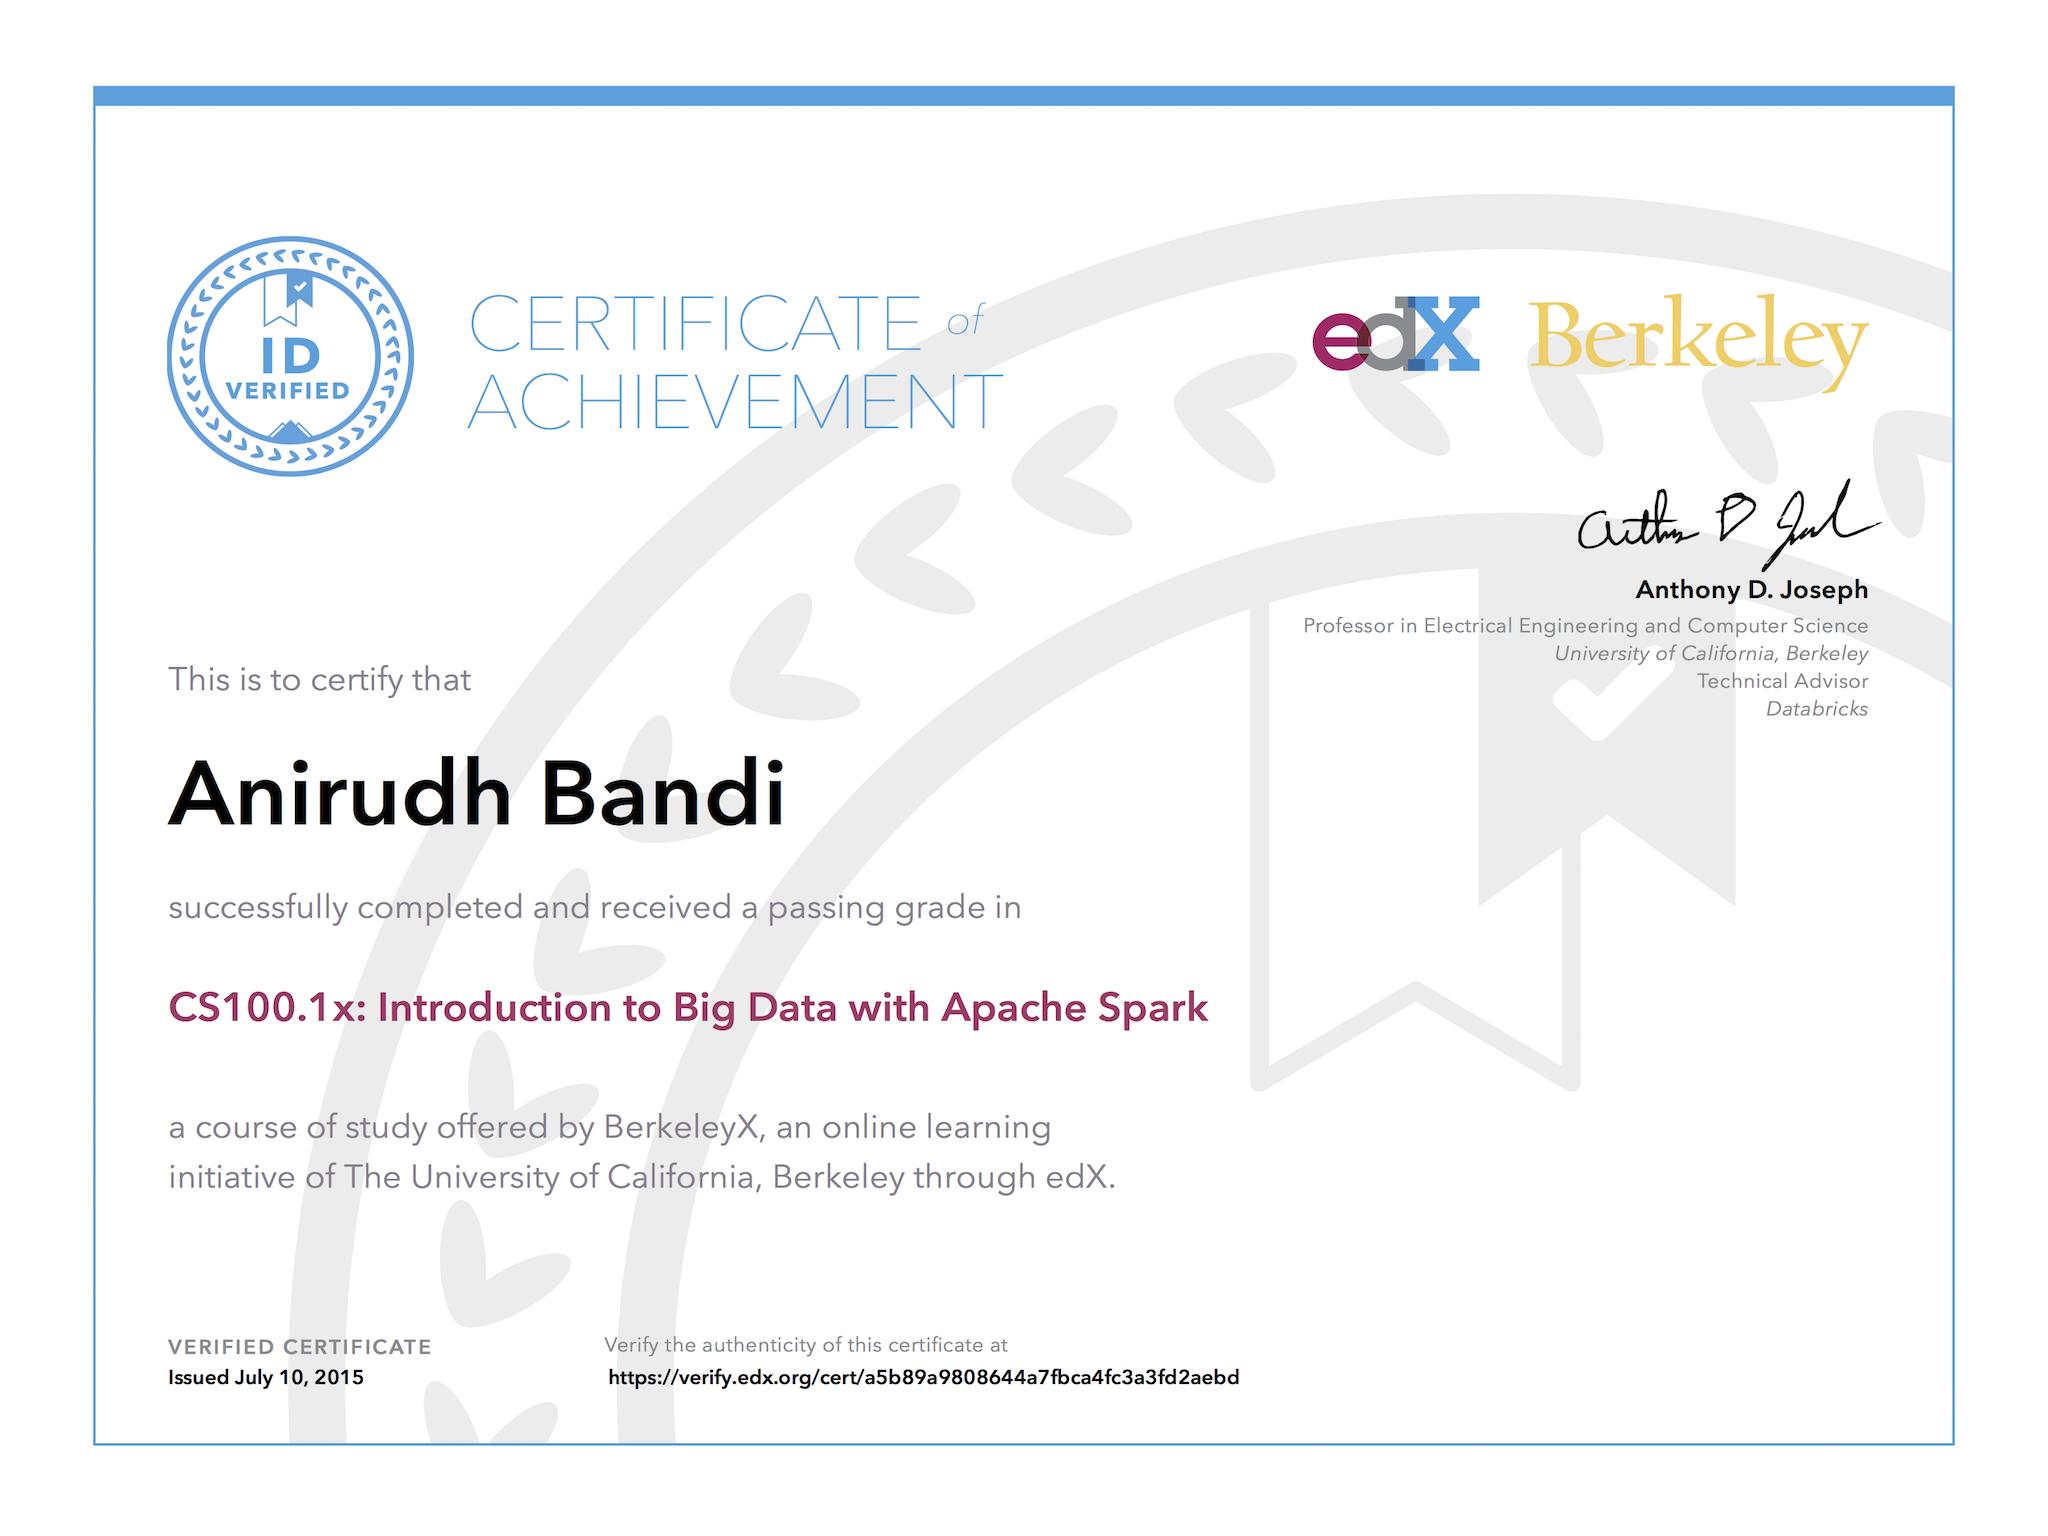 ID
VERIFIED
CERTIFICATE of
ACHIEVEMENT
edX Berkeley
Anthony D. Joseph
Professor in Electrical Engineering and Computer Science
University of California, Berkeley
Technical Advisor
Databricks
This is to certify that
Anirudh Bandi
successfully completed and received a passing grade in
CS100.1x: Introduction to Big Data with Apache Spark
a course of study offered by BerkeleyX, an online learning
initiative of The University of California, Berkeley through edX.
VERIFIED CERTIFICATE
Issued July 10, 2015
Verify the authenticity of this certificate at
https://verify.edx.org/cert/a5b89a9808644a7fbca4fc3a3fd2aebd